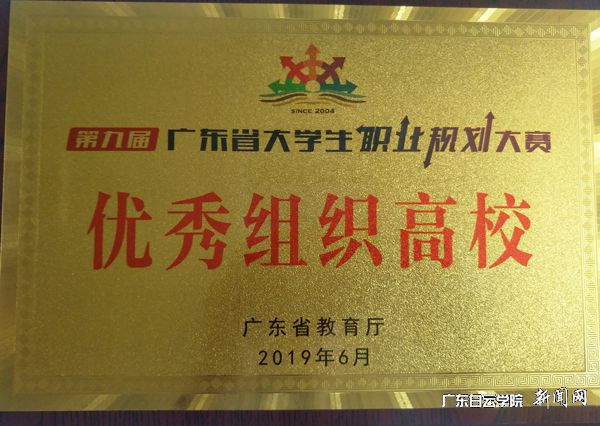 SINCE 2004
第九届 广东省大学生职业规划大赛
优秀组织高校
广东省教育厅
2019年6月
广东白云学院 新闻网